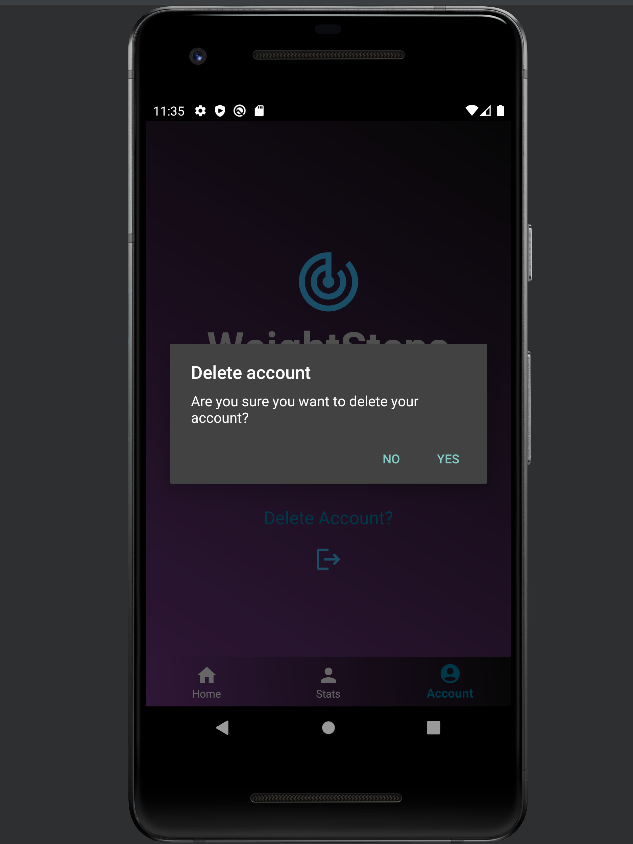 11:35
WeightSteps
Delete account
Are you sure you want to delete your
account?
NO
YES
Delete Account?
Home
Stats
Account